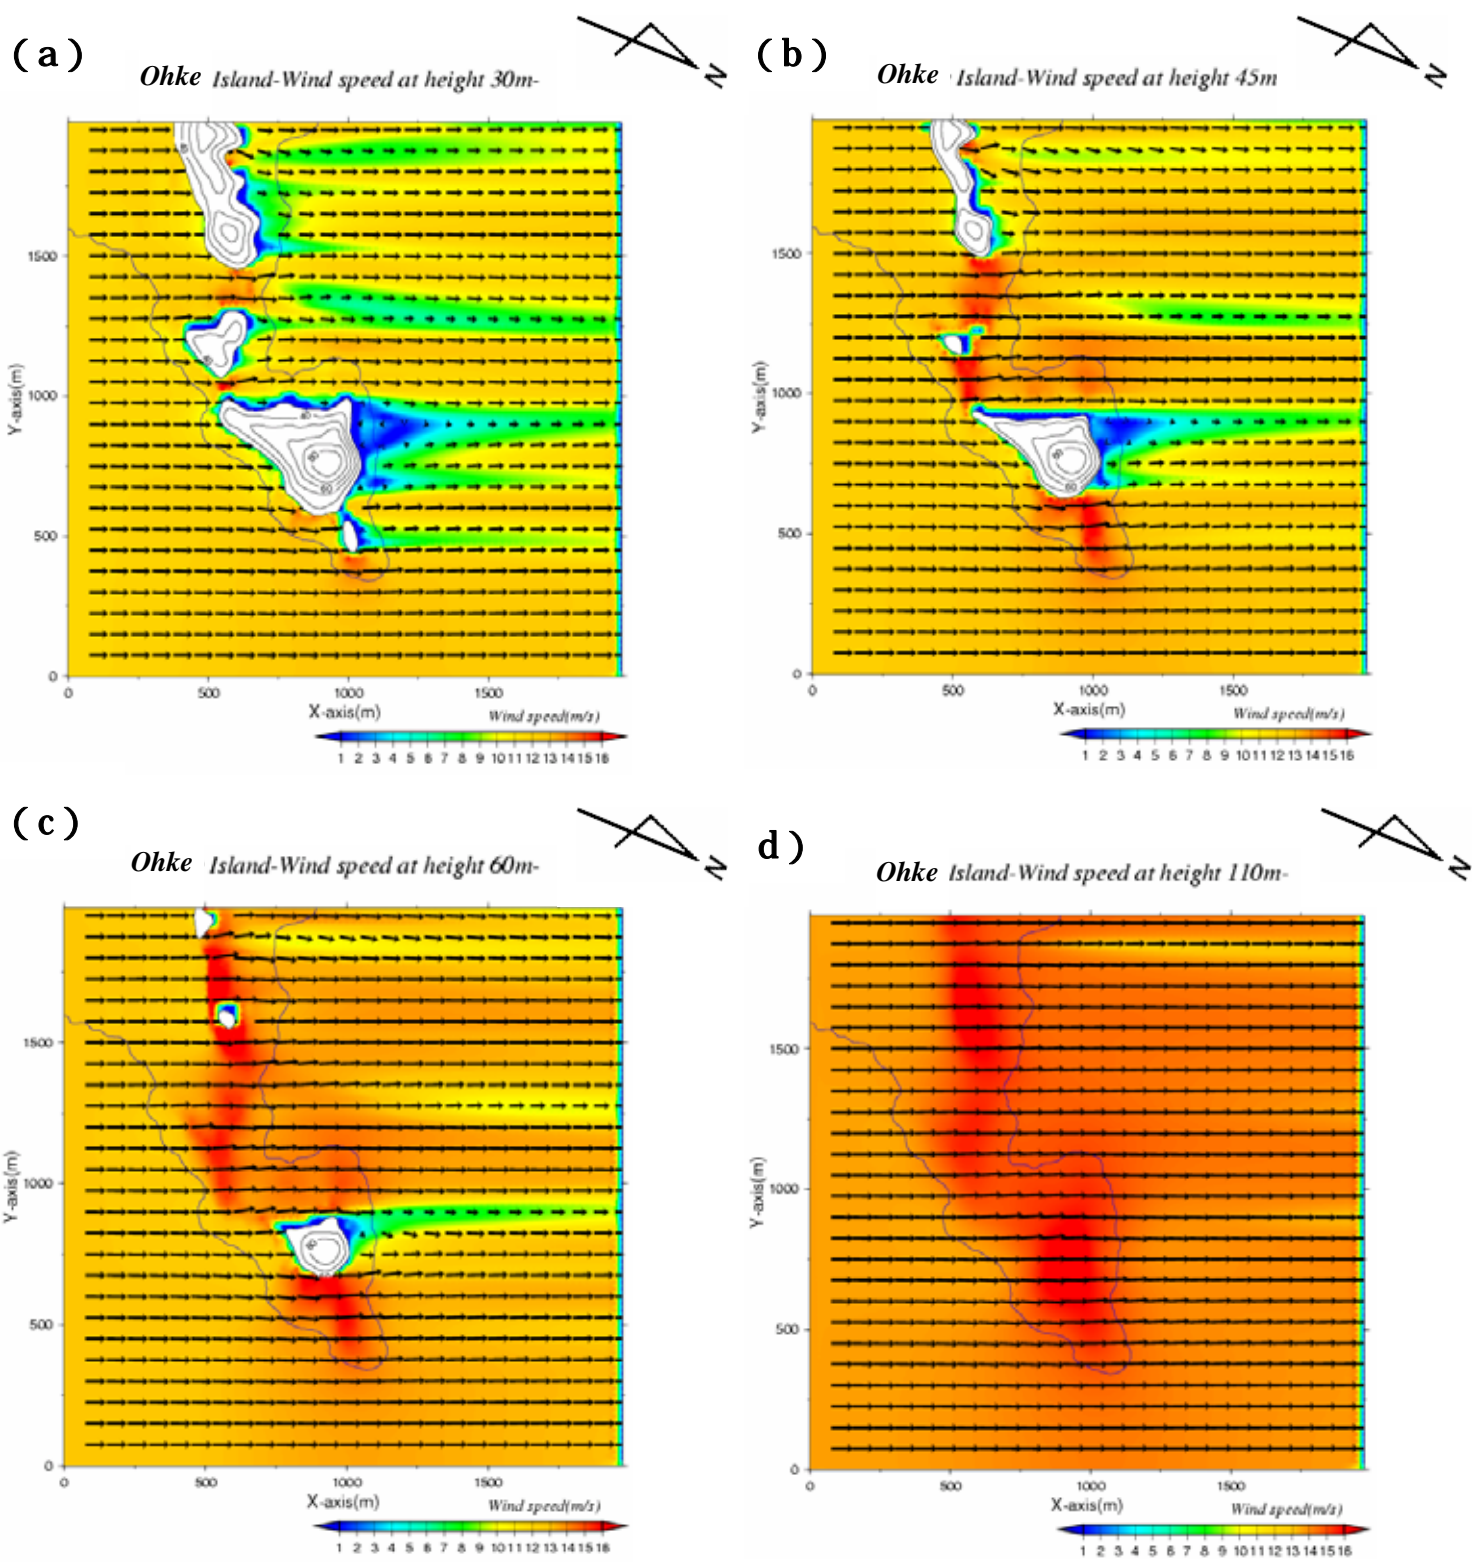 (a)
N
Ohke Island-Wind speed at height 30m-
1500
1000
500
0
Y-axis(m)
0 500 1000 1500
X-axis(m)
Wind speed(m/s)
1 2 3 4 5 6 7 8 9 10 11 12 13 14 15 16
80
60
(b)
N
Ohke Island-Wind speed at height 45m
1500
1000
500
0
Y-axis(m)
0 500 1000 1500
X-axis(m)
Wind speed(m/s)
1 2 3 4 5 6 7 8 9 10 11 12 13 14 15 16
80
60
(c)
N
Ohke Island-Wind speed at height 60m-
1500
1000
500
0
Y-axis(m)
0 500 1000 1500
X-axis(m)
Wind speed(m/s)
1 2 3 4 5 6 7 8 9 10 11 12 13 14 15 16
80
d)
N
Ohke Island-Wind speed at height 110m-
1500
1000
500
0
Y-axis(m)
0 500 1000 1500
X-axis(m)
Wind speed(m/s)
1 2 3 4 5 6 7 8 9 10 11 12 13 14 15 16